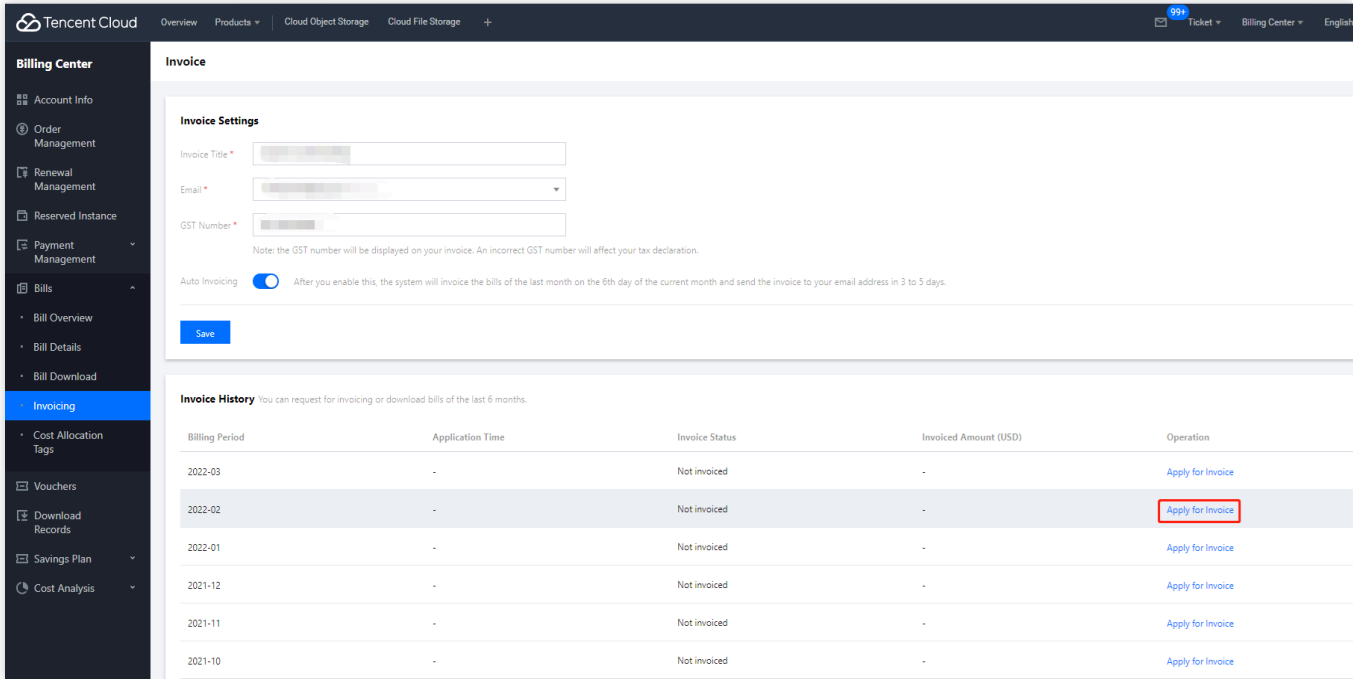 Tencent Cloud Overview Products Cloud Object Storage Cloud File Storage + 99+ Ticket Billing Center English
Billing Center
Account Info
Order
Management
Renewal
Management
Reserved Instance
Payment
Management
Bills
Bill Overview
Bill Details
Bill Download
Invoicing
Cost Allocation
Tags
Vouchers
Download
Records
Savings Plan
Cost Analysis
Invoice
Invoice Settings
Invoice Title *
Email *
GST Number *
Note: the GST number will be displayed on your invoice. An incorrect GST number will affect your tax declaration.
Auto Invoicing After you enable this, the system will invoice the bills of the last month on the 6th day of the current month and send the invoice to your email address in 3 to 5 days.
Save
Invoice History You can request for invoicing or download bills of the last 6 months.
Billing Period Application Time Invoice Status Invoiced Amount (USD) Operation
2022-03 - Not invoiced - Apply for Invoice
2022-02 - Not invoiced - Apply for Invoice
2022-01 - Not invoiced - Apply for Invoice
2021-12 - Not invoiced - Apply for Invoice
2021-11 - Not invoiced - Apply for Invoice
2021-10 - Not invoiced - Apply for Invoice